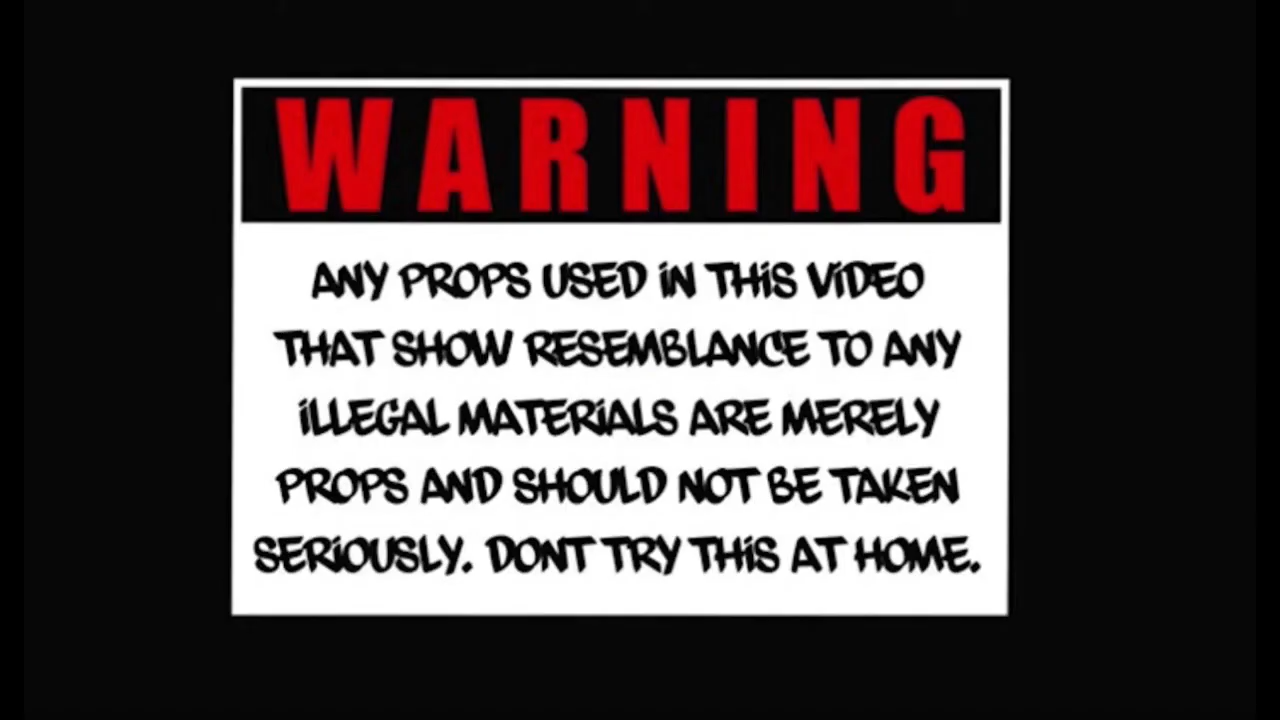 WARNING
ANY PROPS USED iN THiS ViDEO
THAT SHOW RESEMBLANCE TO ANY
iLLEGAL MATERiALS ARE MERELY
PROPS AND SHOULD NOT BE TAKEN
SERiOUSLY. DONT TRY THiS AT HOME.